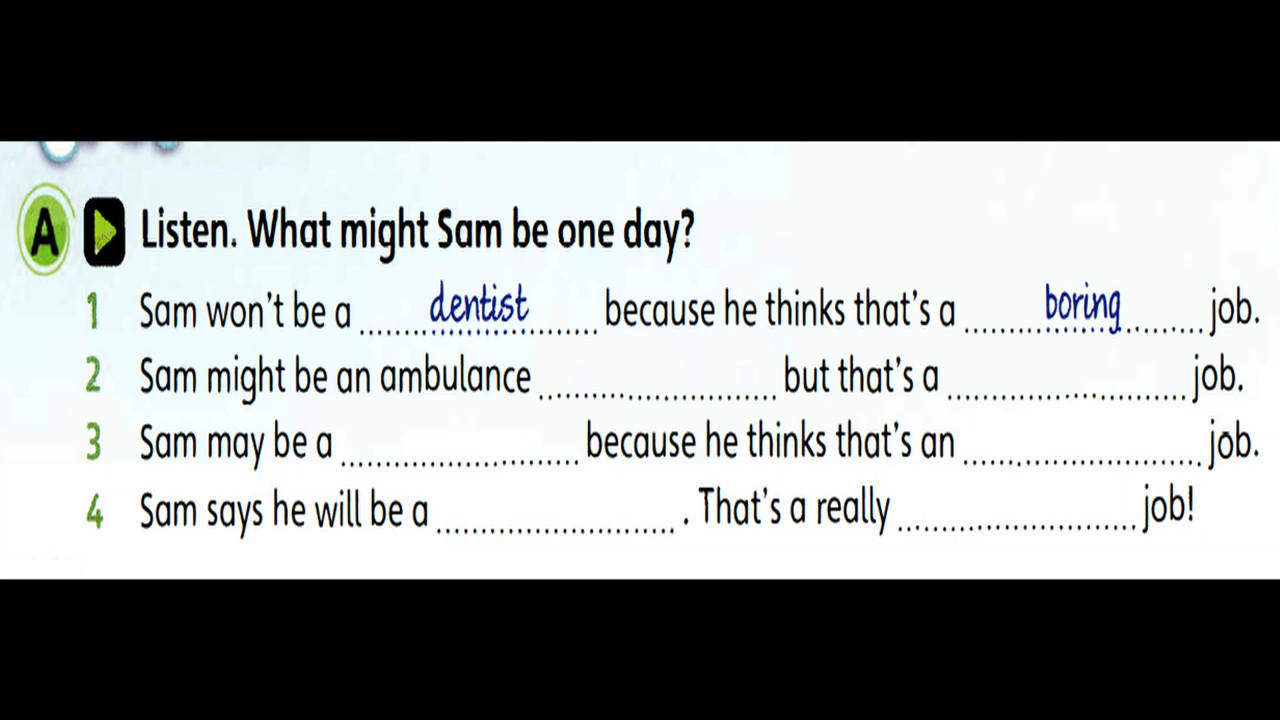 A Listen. What might Sam be one day?
1 Sam won't be a ........dentist........ because he thinks that's a ........boring........ job.
2 Sam might be an ambulance ........................ but that's a ........................ job.
3 Sam may be a ........................ because he thinks that's an ........................ job.
4 Sam says he will be a ........................ . That's a really ........................ job!